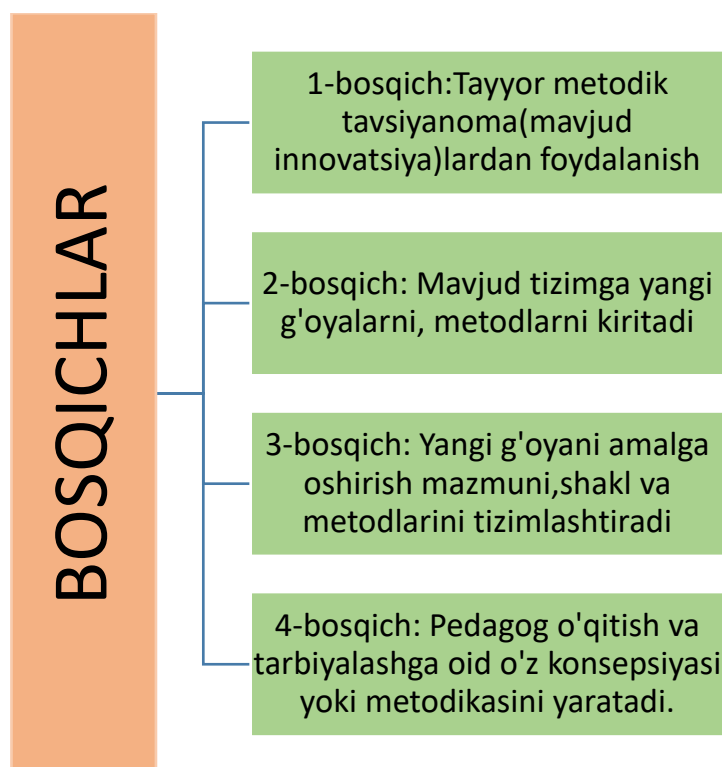 BOSQICHLAR
1-bosqich:Tayyor metodik
tavsiyanoma(mavjud
innovatsiya)lardan foydalanish
2-bosqich: Mavjud tizimga yangi
g'oyalarni, metodlarni kiritadi
3-bosqich: Yangi g'oyani amalga
oshirish mazmuni,shakl va
metodlarini tizimlashtiradi
4-bosqich: Pedagog o'qitish va
tarbiyalashga oid o'z konsepsiyasi
yoki metodikasini yaratadi.